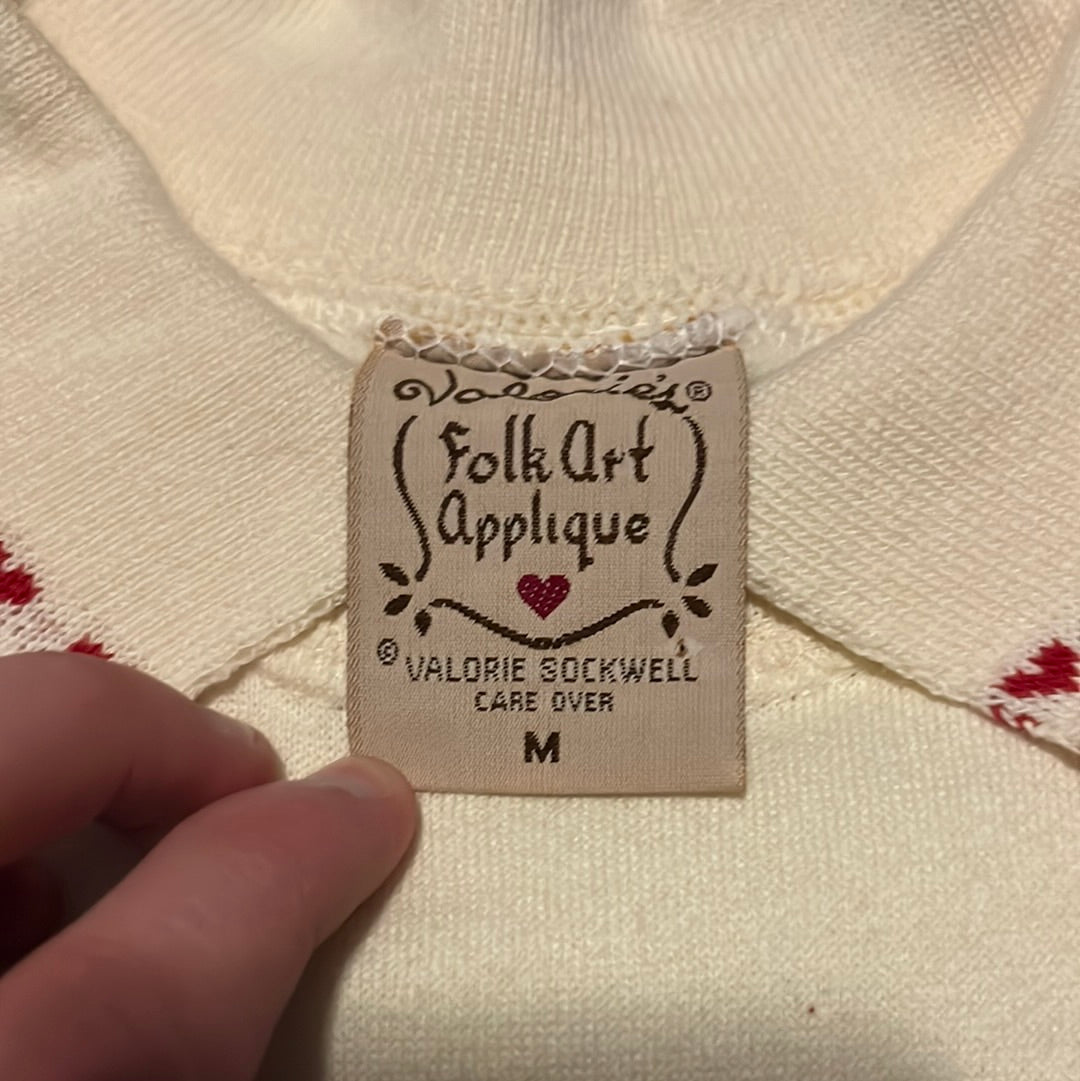 Valorie's®
Folk Art
Applique
© VALORIE SOCKWELL
CARE OVER
M